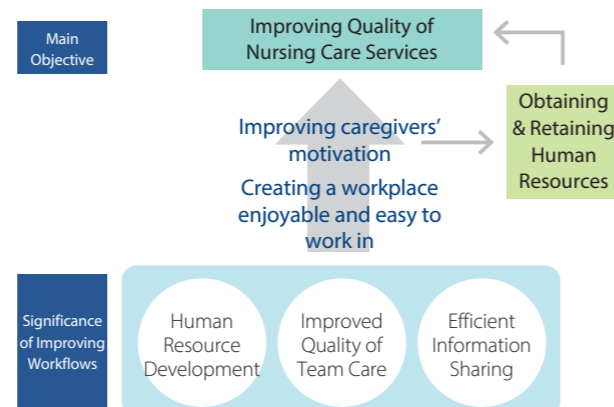 Main
Objective
Improving Quality of
Nursing Care Services
Improving caregivers’
motivation
Creating a workplace
enjoyable and easy to
work in
Obtaining
& Retaining
Human
Resources
Significance
of Improving
Workflows
Human
Resource
Development
Improved
Quality of
Team Care
Efficient
Information
Sharing